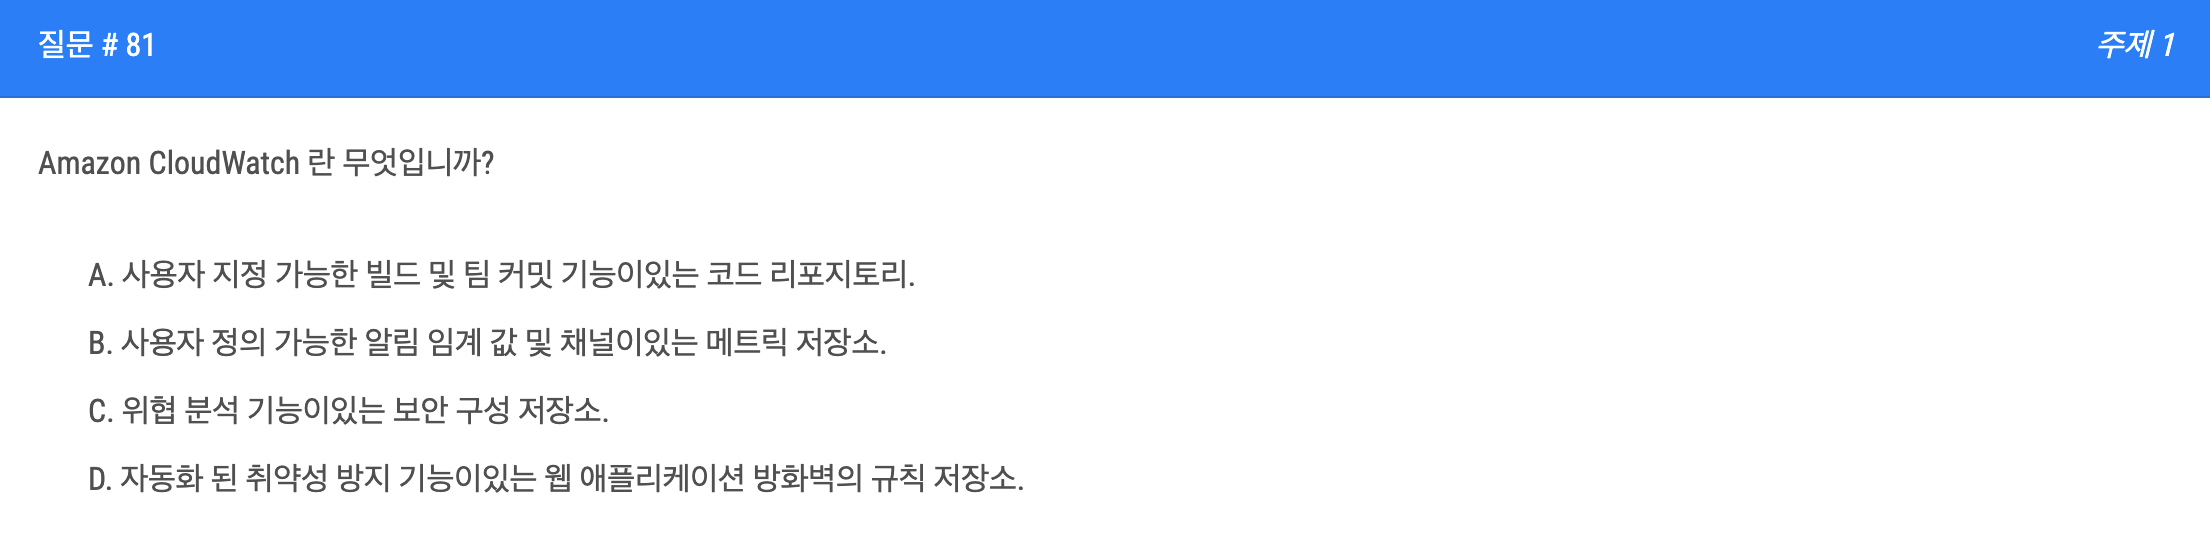 질문 # 81
주제 1
Amazon CloudWatch 란 무엇입니까?
A. 사용자 지정 가능한 빌드 및 팀 커밋 기능이있는 코드 리포지토리.
B. 사용자 정의 가능한 알림 임계 값 및 채널이있는 메트릭 저장소.
C. 위협 분석 기능이있는 보안 구성 저장소.
D. 자동화 된 취약성 방지 기능이있는 웹 애플리케이션 방화벽의 규칙 저장소.